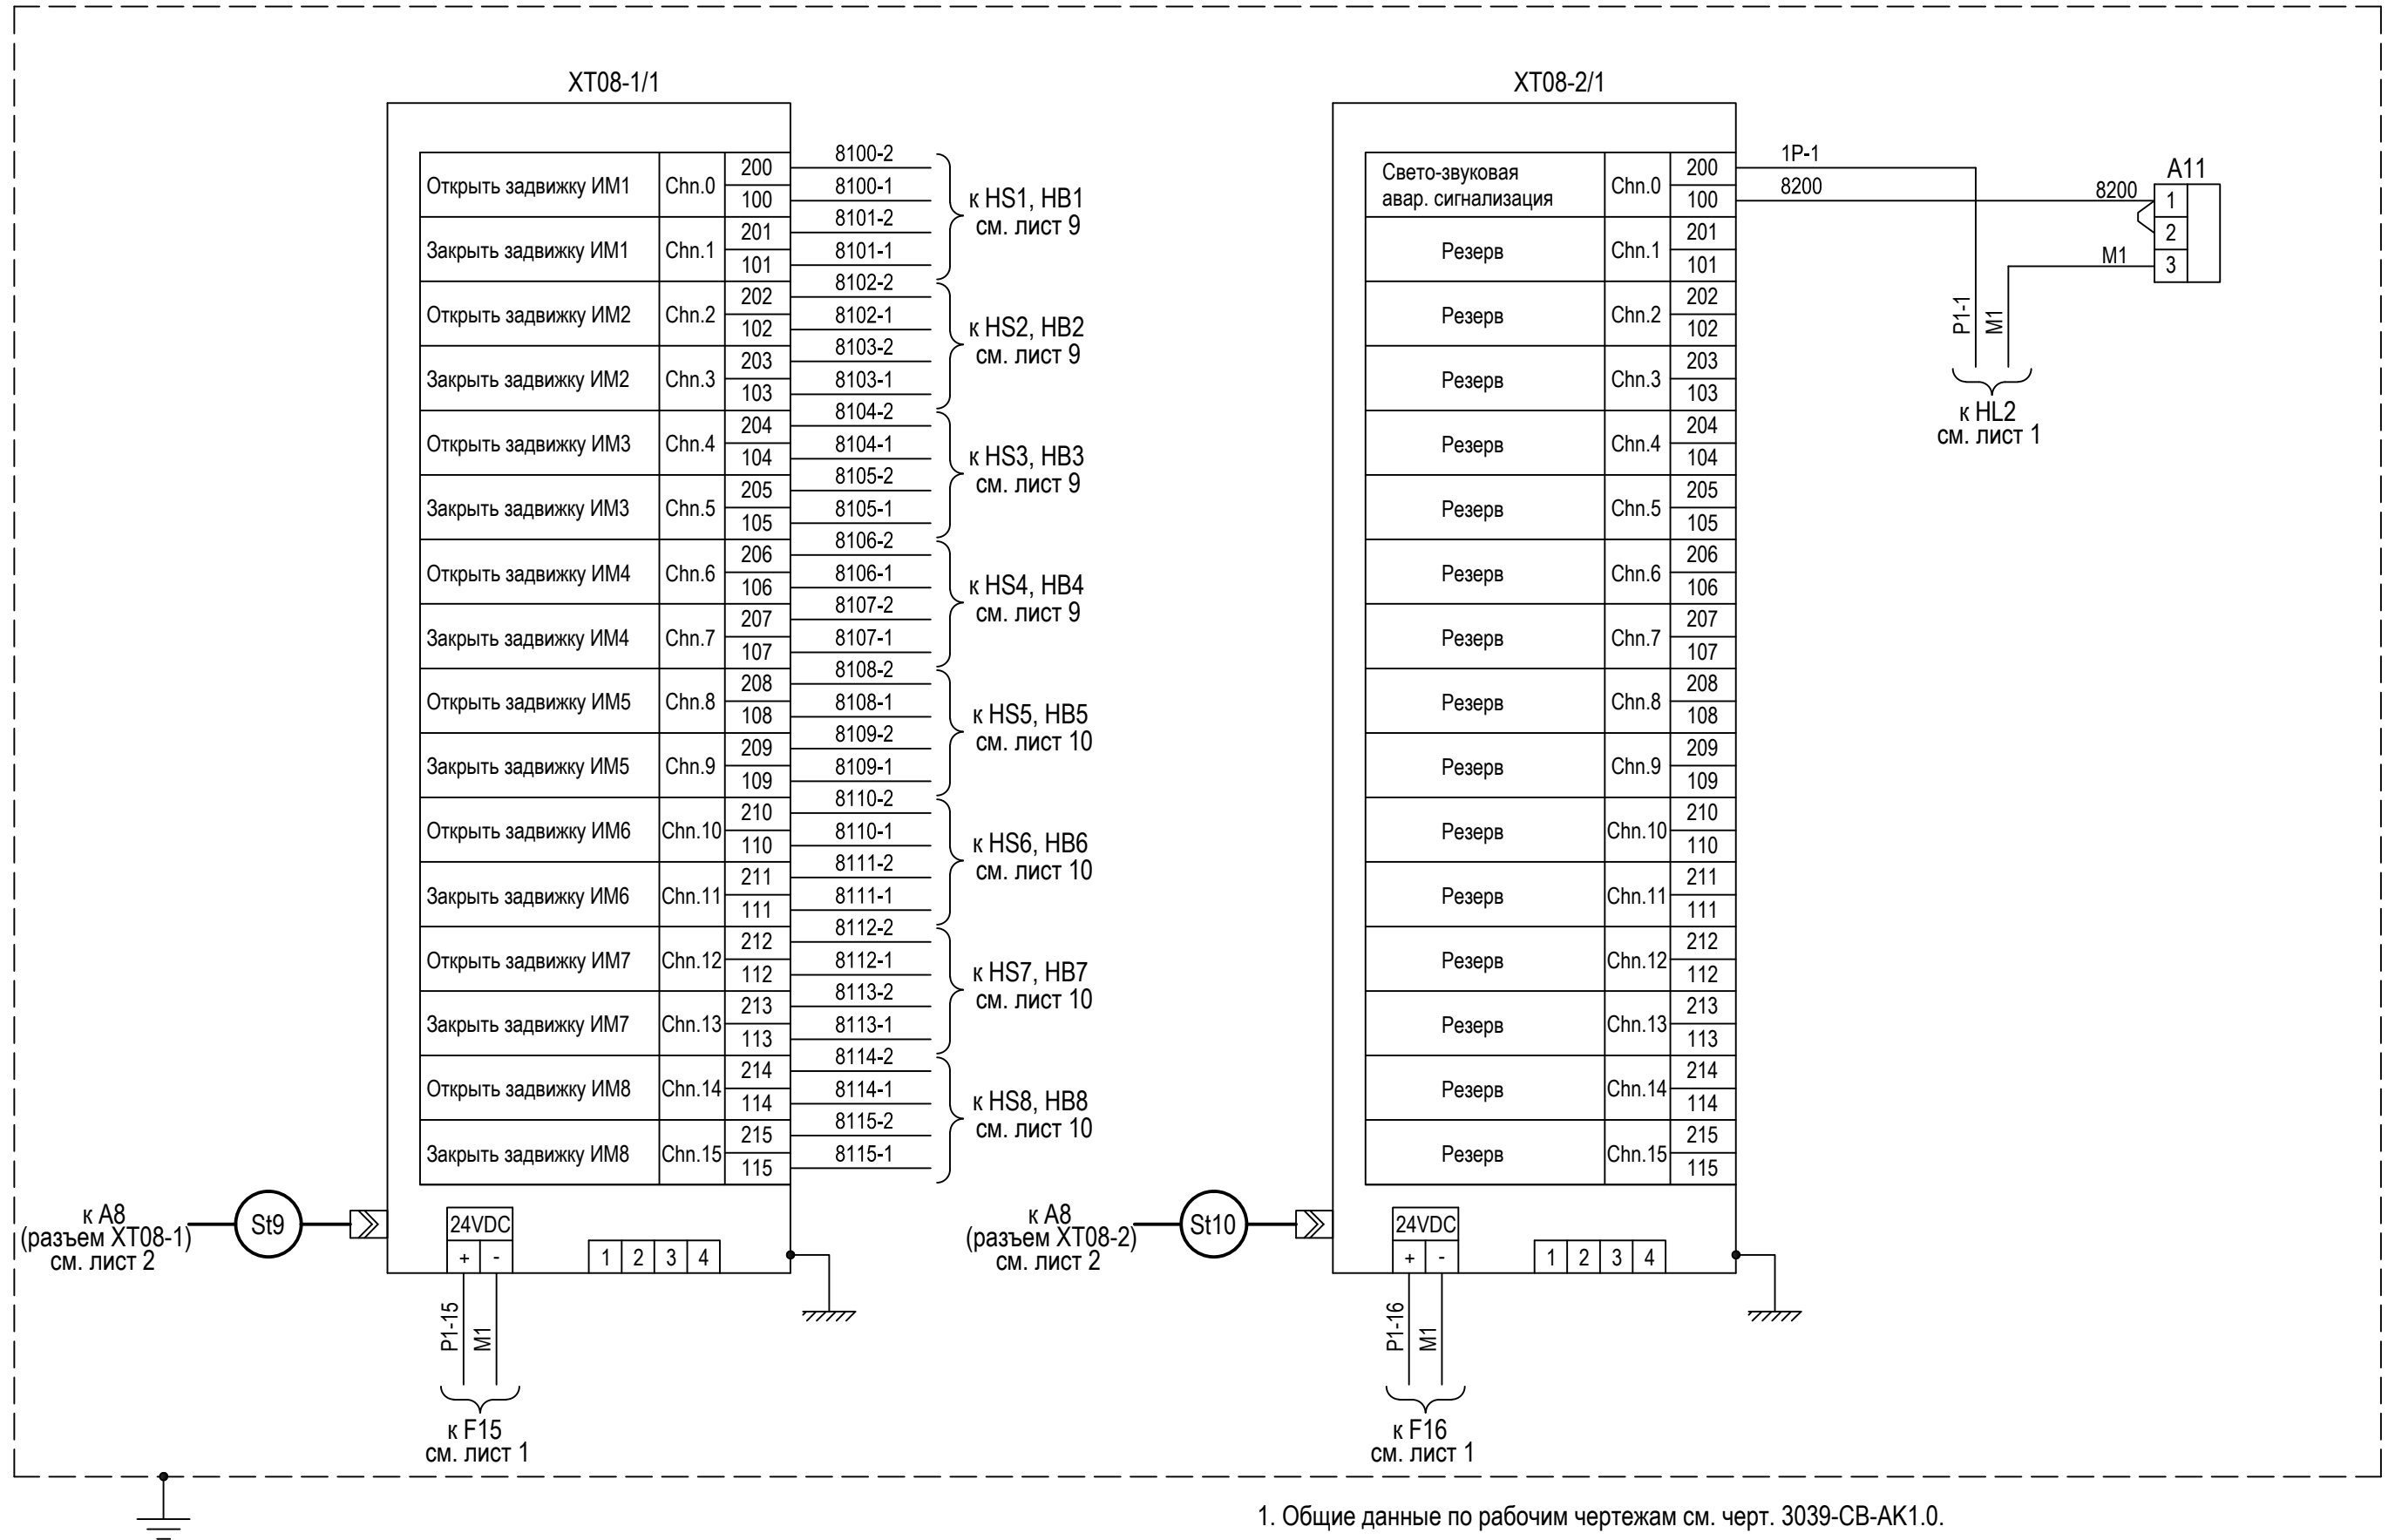 XT08-1/1
Открыть задвижку ИМ1 Chn.0 200 8100-2
100 8100-1
Закрыть задвижку ИМ1 Chn.1 201 8101-2
101 8101-1
к HS1, HB1
см. лист 9
Открыть задвижку ИМ2 Chn.2 202 8102-2
102 8102-1
Закрыть задвижку ИМ2 Chn.3 203 8103-2
103 8103-1
к HS2, HB2
см. лист 9
Открыть задвижку ИМ3 Chn.4 204 8104-2
104 8104-1
Закрыть задвижку ИМ3 Chn.5 205 8105-2
105 8105-1
к HS3, HB3
см. лист 9
Открыть задвижку ИМ4 Chn.6 206 8106-2
106 8106-1
Закрыть задвижку ИМ4 Chn.7 207 8107-2
107 8107-1
к HS4, HB4
см. лист 9
Открыть задвижку ИМ5 Chn.8 208 8108-2
108 8108-1
Закрыть задвижку ИМ5 Chn.9 209 8109-2
109 8109-1
к HS5, HB5
см. лист 10
Открыть задвижку ИМ6 Chn.10 210 8110-2
110 8110-1
Закрыть задвижку ИМ6 Chn.11 211 8111-2
111 8111-1
к HS6, HB6
см. лист 10
Открыть задвижку ИМ7 Chn.12 212 8112-2
112 8112-1
Закрыть задвижку ИМ7 Chn.13 213 8113-2
113 8113-1
к HS7, HB7
см. лист 10
Открыть задвижку ИМ8 Chn.14 214 8114-2
114 8114-1
Закрыть задвижку ИМ8 Chn.15 215 8115-2
115 8115-1
к HS8, HB8
см. лист 10
к A8
(разъем XT08-1)
см. лист 2
St9
24VDC
+ -
1 2 3 4
P1-15
M1
к F15
см. лист 1
XT08-2/1
Свето-звуковая
авар. сигнализация
Chn.0 200 1P-1
100 8200
8200
A11
1
2
3
M1
P1-1
M1
к HL2
см. лист 1
Резерв Chn.1 201
101
Резерв Chn.2 202
102
Резерв Chn.3 203
103
Резерв Chn.4 204
104
Резерв Chn.5 205
105
Резерв Chn.6 206
106
Резерв Chn.7 207
107
Резерв Chn.8 208
108
Резерв Chn.9 209
109
Резерв Chn.10 210
110
Резерв Chn.11 211
111
Резерв Chn.12 212
112
Резерв Chn.13 213
113
Резерв Chn.14 214
114
Резерв Chn.15 215
115
к A8
(разъем XT08-2)
см. лист 2
St10
24VDC
+ -
1 2 3 4
P1-16
M1
к F16
см. лист 1
1. Общие данные по рабочим чертежам см. черт. 3039-СВ-АК1.0.